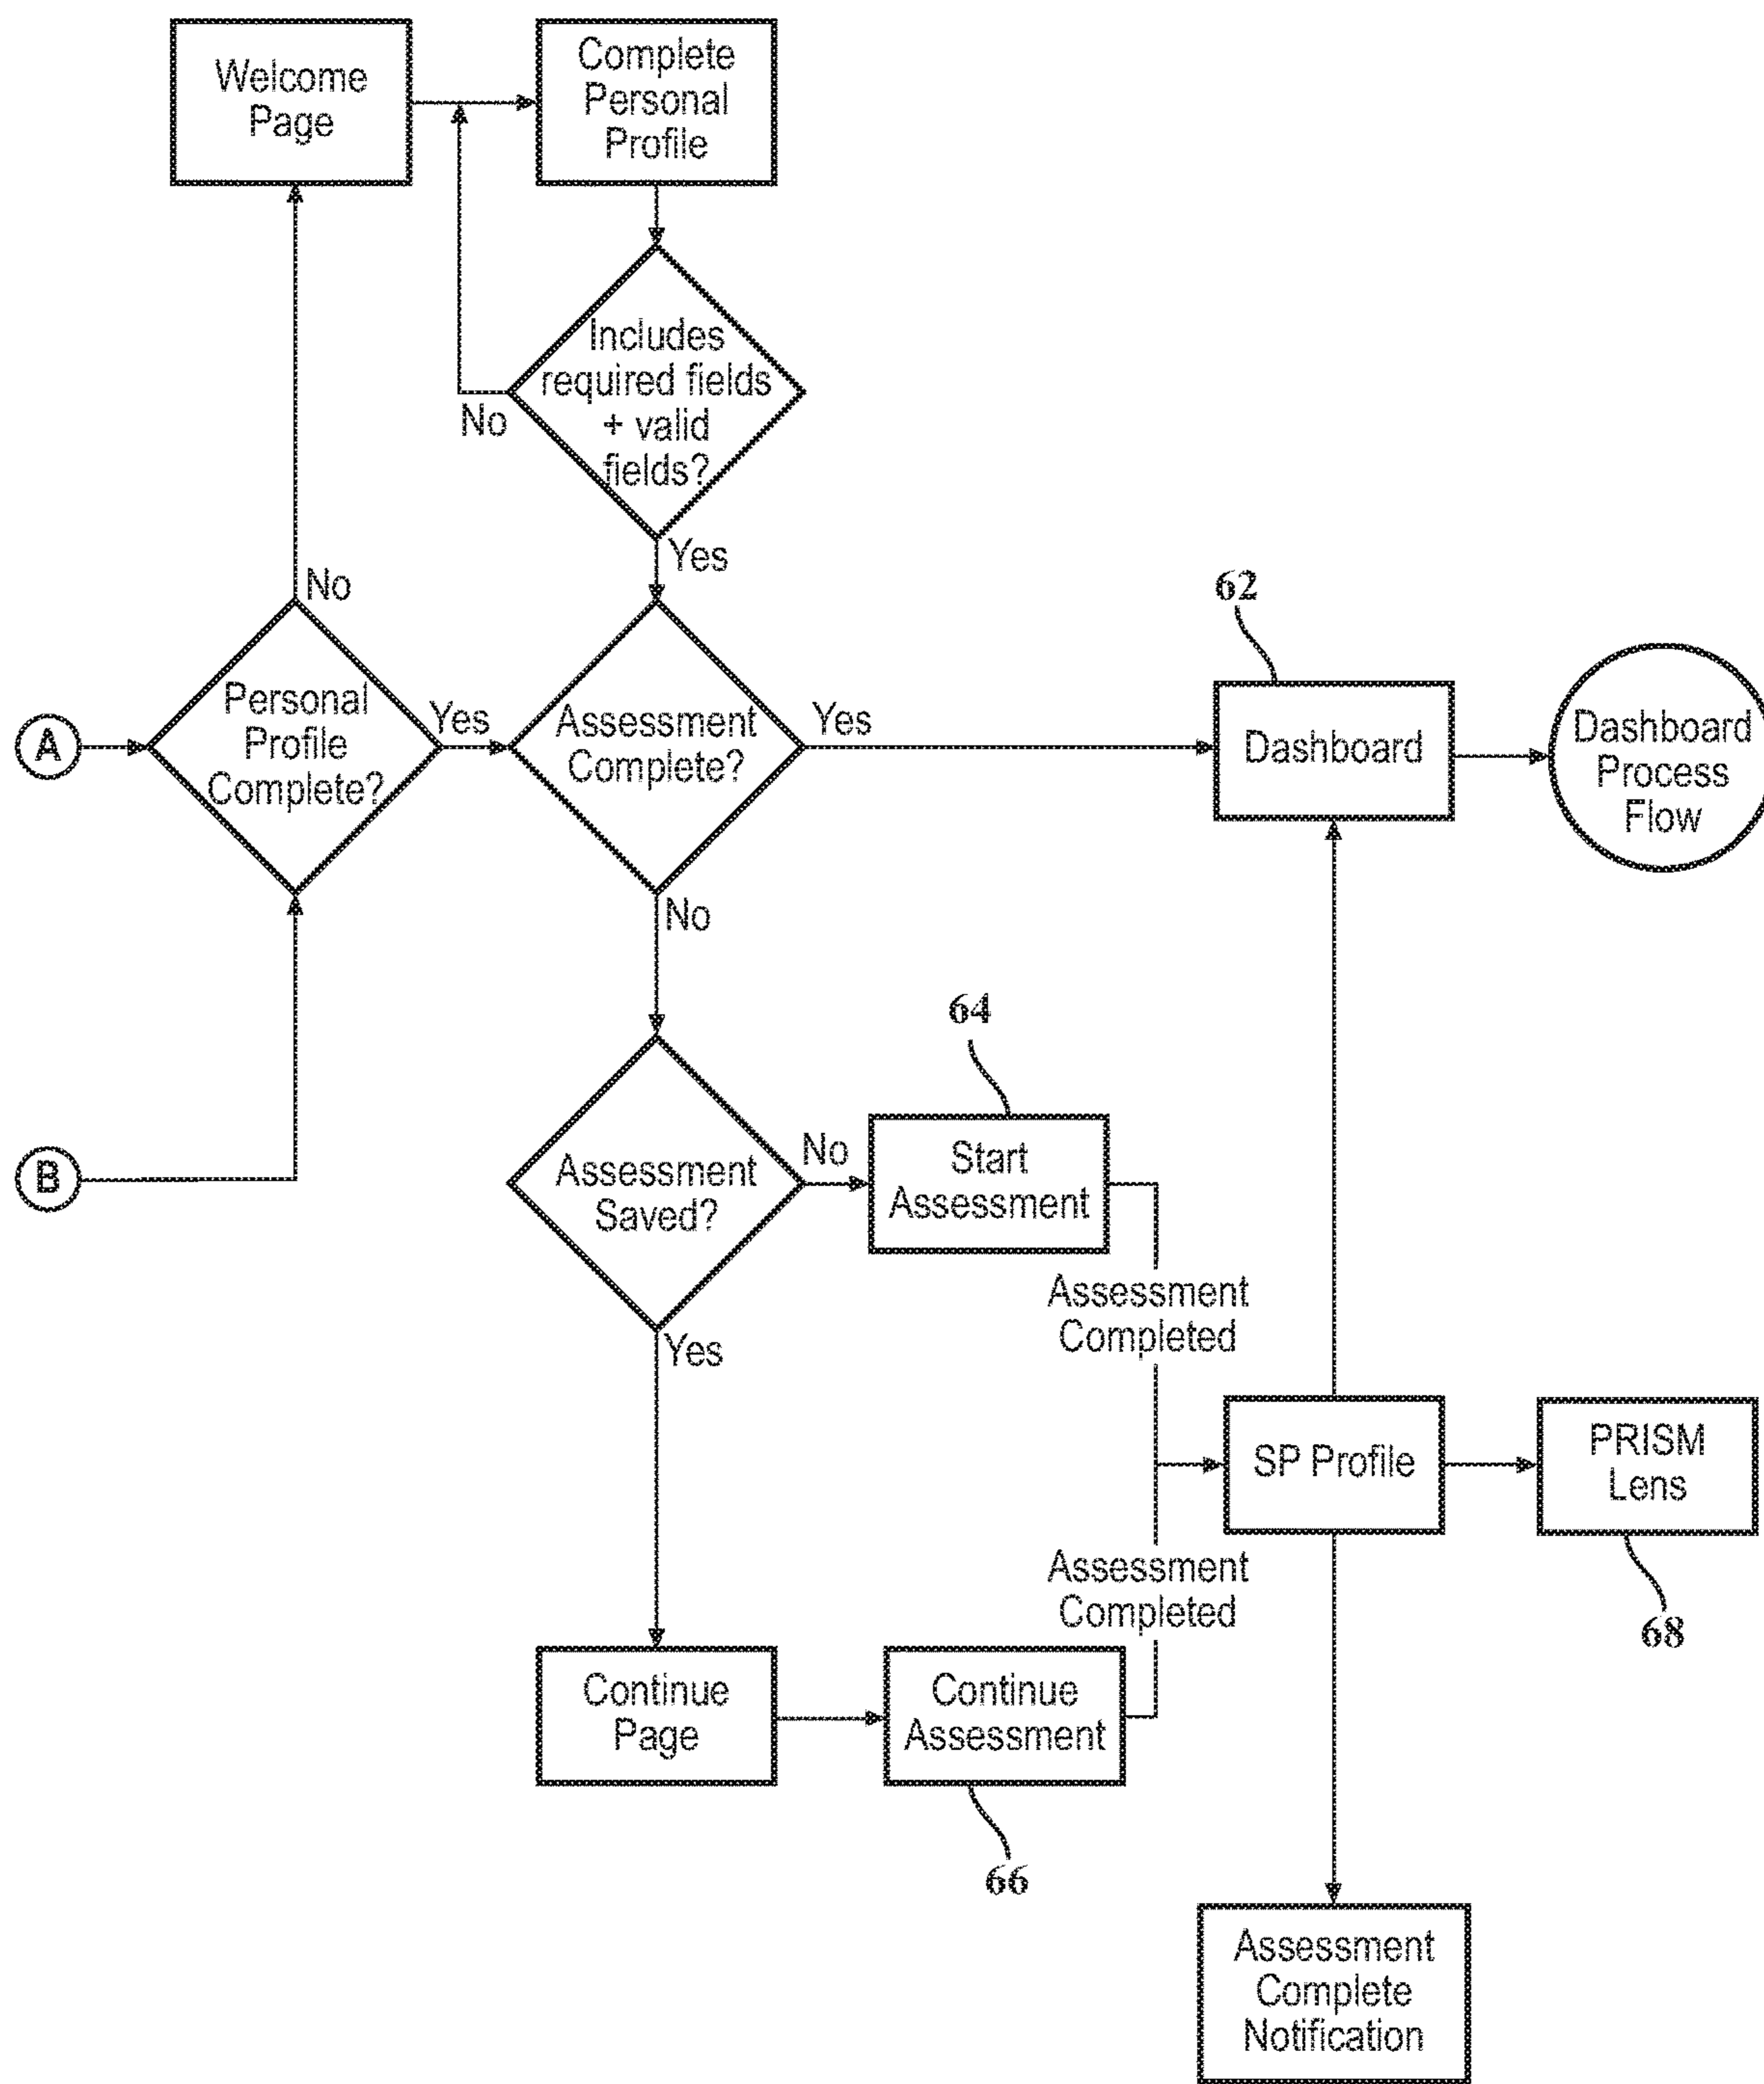 Welcome
Page
Complete
Personal
Profile
Includes
required fields
+ valid
fields?
No
Yes
No
62
A
Personal
Profile
Complete?
Yes
Assessment
Complete?
Yes
Dashboard
Dashboard
Process
Flow
No
64
B
Assessment
Saved?
No
Start
Assessment
Assessment
Completed
Yes
SP Profile
PRISM
Lens
Assessment
Completed
68
Continue
Page
Continue
Assessment
66
Assessment
Complete
Notification